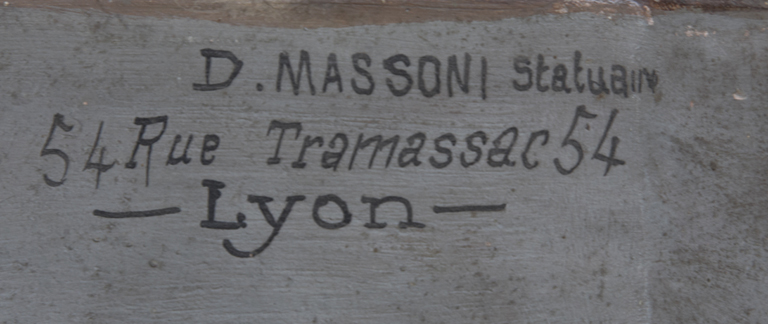 D. MASSONI Statuaire
54 Rue Tramassac 54
— Lyon —